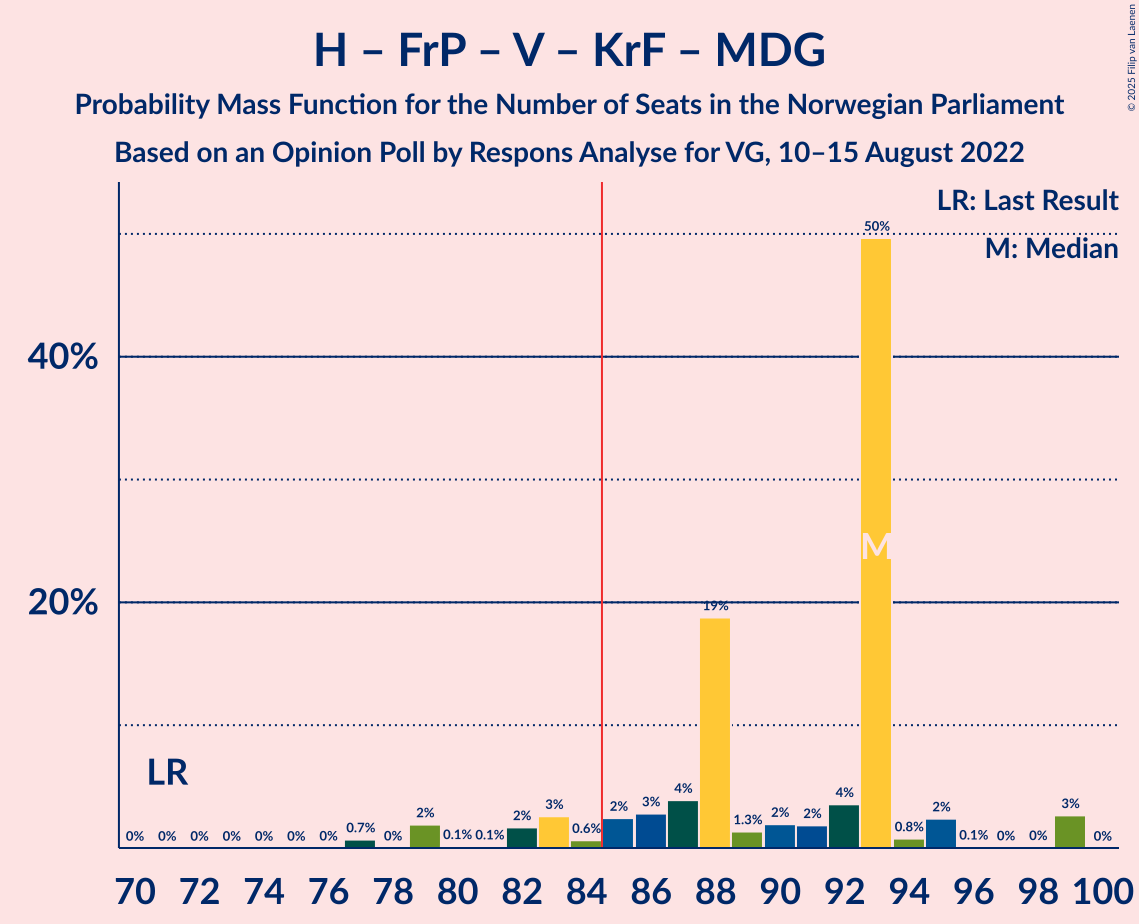 H – FrP – V – KrF – MDG
Probability Mass Function for the Number of Seats in the Norwegian Parliament
Based on an Opinion Poll by Respons Analyse for VG, 10–15 August 2022
© 2025 Filip van Laenen
LR: Last Result
M: Median
40%
20%
50%
19%
M
LR
0% 0% 0% 0% 0% 0% 0% 0.7% 0% 2% 0.1% 0.1% 2% 3% 0.6% 2% 3% 4% 1.3% 2% 2% 4% 0.8% 2% 0.1% 0% 0% 3% 0%
70 72 74 76 78 80 82 84 86 88 90 92 94 96 98 100